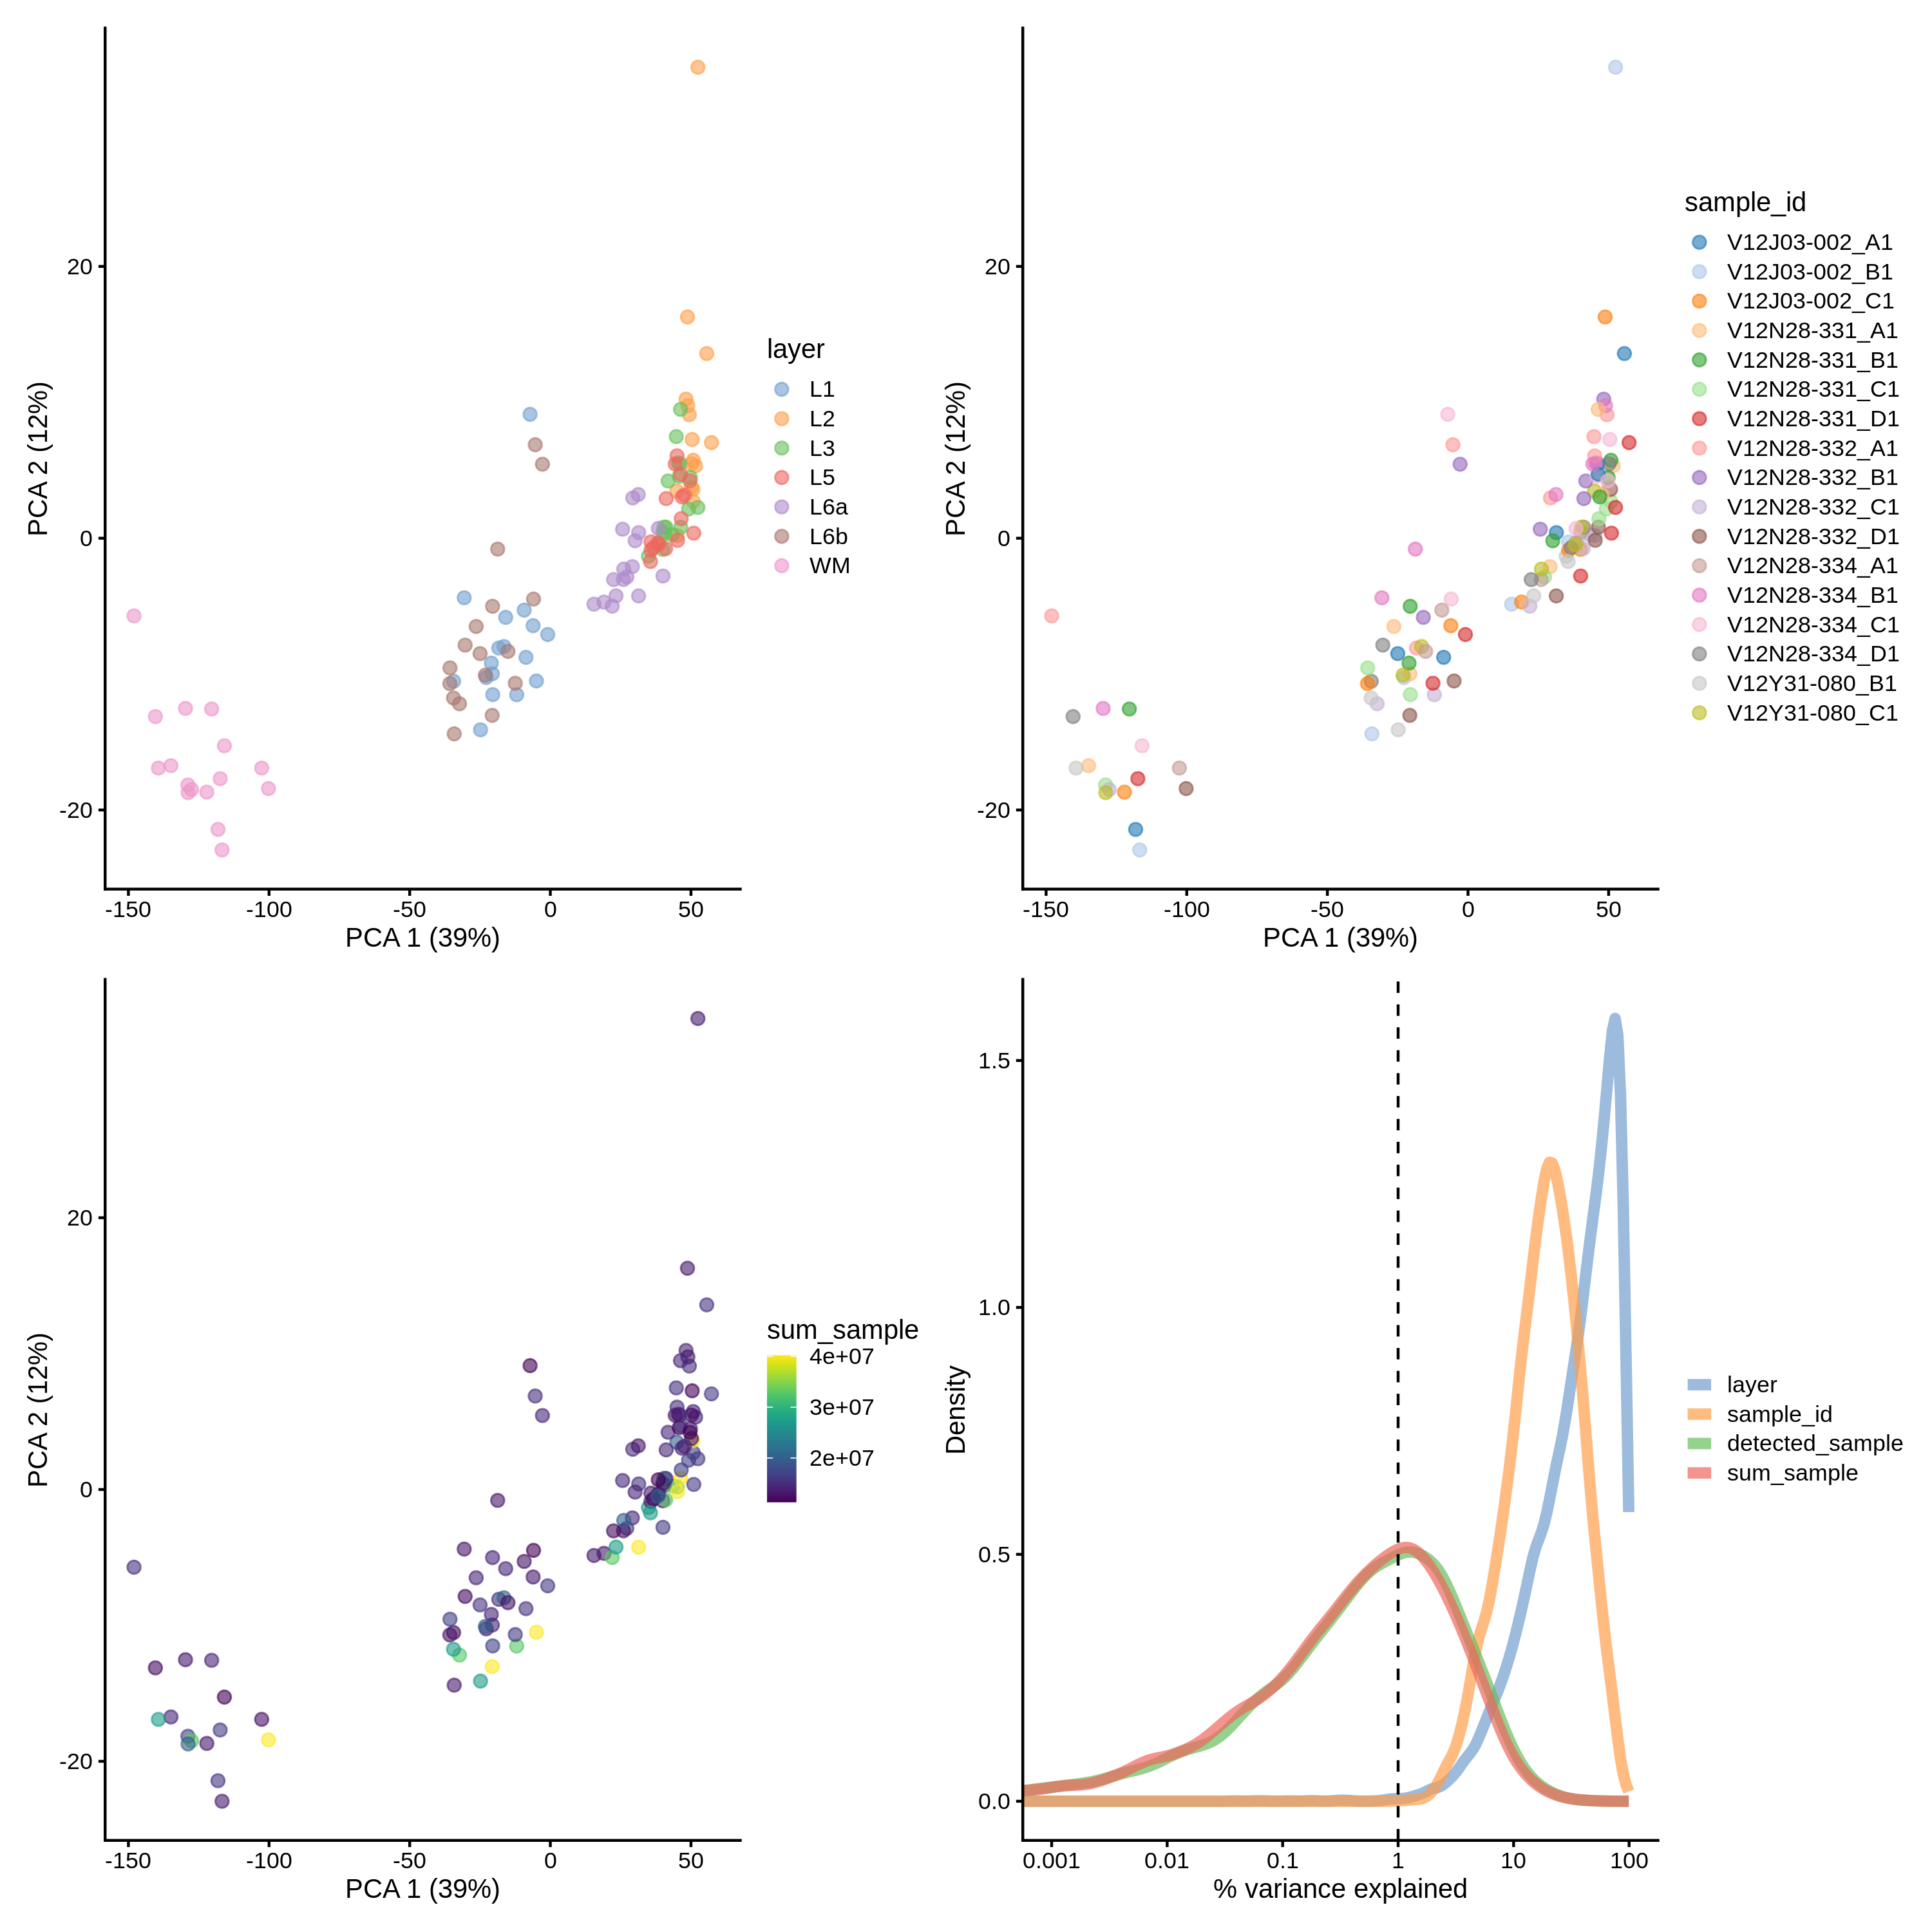 20
0
-20
PCA 2 (12%)
-150
-100
-50
0
50
PCA 1 (39%)
layer
L1
L2
L3
L5
L6a
L6b
WM
20
0
-20
PCA 2 (12%)
-150
-100
-50
0
50
PCA 1 (39%)
sample_id
V12J03-002_A1
V12J03-002_B1
V12J03-002_C1
V12N28-331_A1
V12N28-331_B1
V12N28-331_C1
V12N28-331_D1
V12N28-332_A1
V12N28-332_B1
V12N28-332_C1
V12N28-332_D1
V12N28-334_A1
V12N28-334_B1
V12N28-334_C1
V12N28-334_D1
V12Y31-080_B1
V12Y31-080_C1
20
0
-20
PCA 2 (12%)
-150
-100
-50
0
50
PCA 1 (39%)
sum_sample
4e+07
3e+07
2e+07
1.5
1.0
0.5
0.0
Density
0.001
0.01
0.1
1
10
100
% variance explained
layer
sample_id
detected_sample
sum_sample